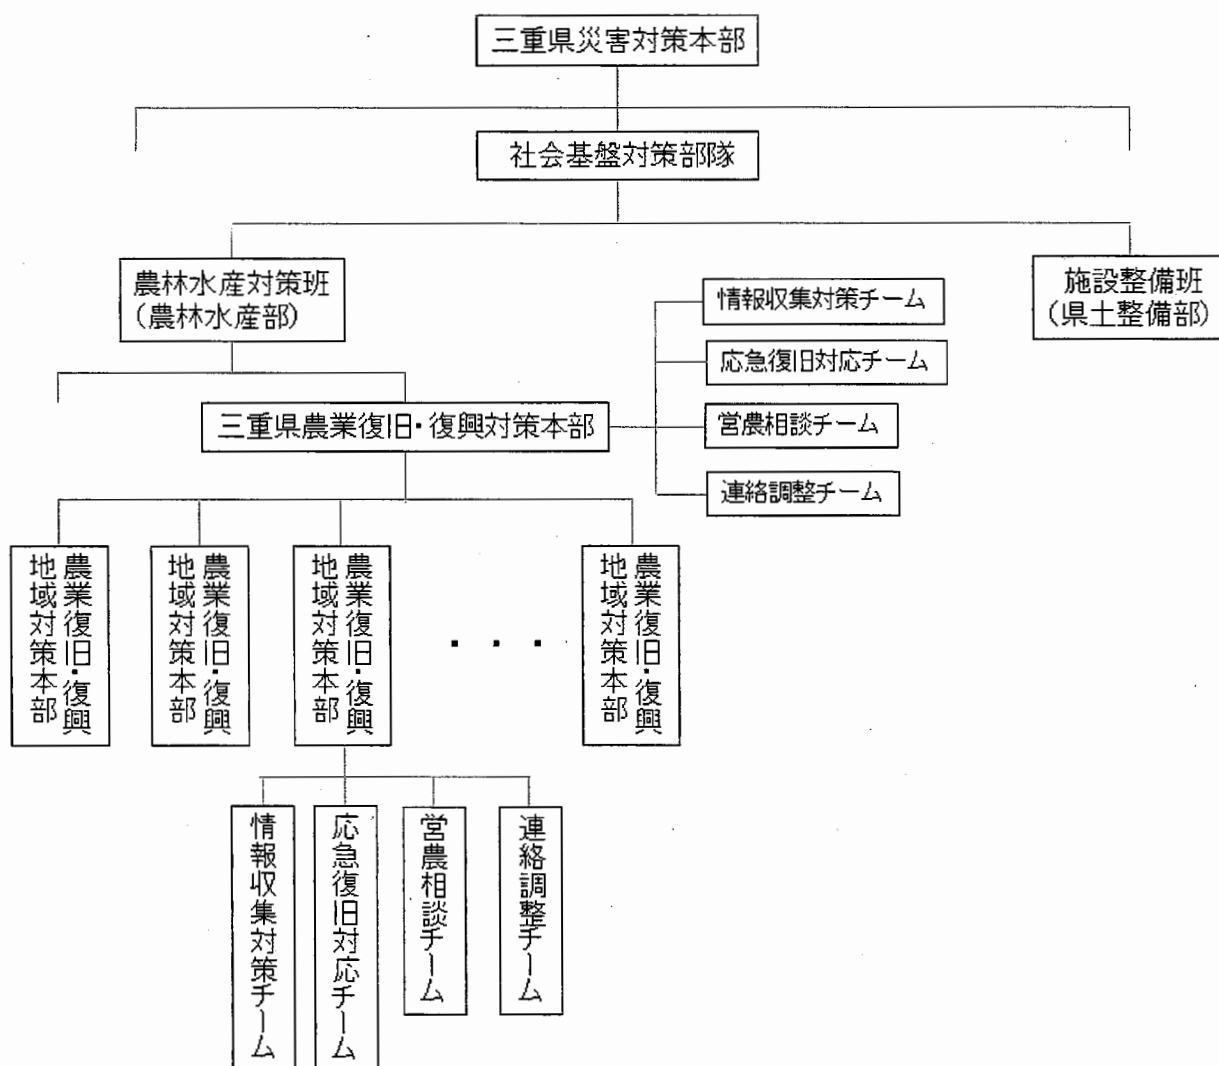 三重県災害対策本部
社会基盤対策部隊
農林水産対策班
(農林水産部)
施設整備班
(県土整備部)
情報収集対策チーム
応急復旧対応チーム
三重県農業復旧・復興対策本部
営農相談チーム
連絡調整チーム
農業復旧・復興
地域対策本部
農業復旧・復興
地域対策本部
農業復旧・復興
地域対策本部
・・・
農業復旧・復興
地域対策本部
情報収集対策チーム
応急復旧対応チーム
営農相談チーム
連絡調整チーム